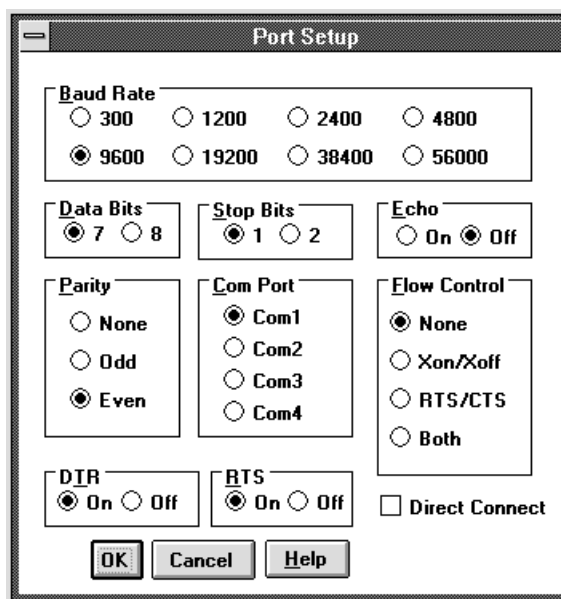 Port Setup
Baud Rate
300 1200 2400 4800
9600 19200 38400 56000
Data Bits
7 8
Stop Bits
1 2
Echo
On Off
Parity
None
Odd
Even
Com Port
Com1
Com2
Com3
Com4
Flow Control
None
Xon/Xoff
RTS/CTS
Both
DTR
On Off
RTS
On Off
Direct Connect
OK Cancel Help